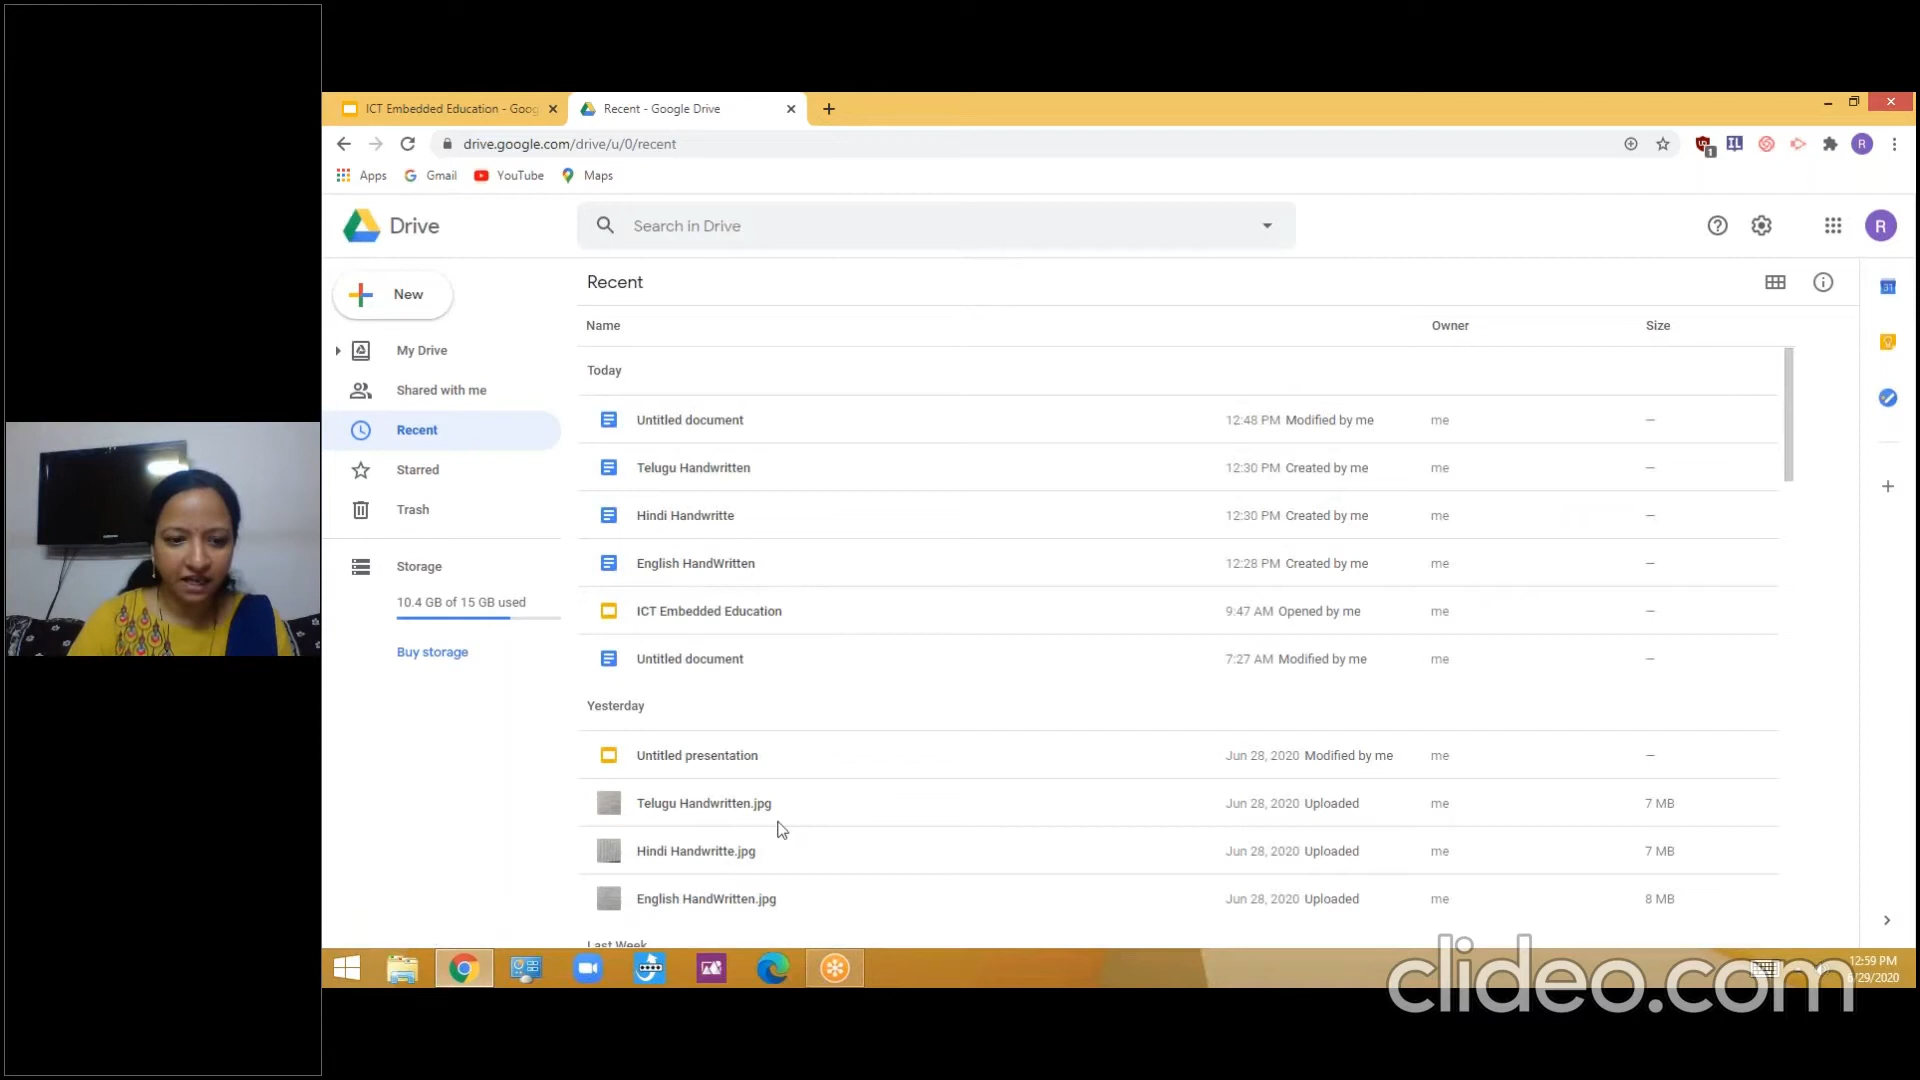 ICT Embedded Education - Goog
Recent - Google Drive
drive.google.com/drive/u/0/recent
Apps Gmail YouTube Maps
Drive
Search in Drive
R
New
My Drive
Shared with me
Recent
Starred
Trash
Storage
10.4 GB of 15 GB used
Buy storage
Recent
Name Owner Size
Today
Untitled document 12:48 PM Modified by me me –
Telugu Handwritten 12:30 PM Created by me me –
Hindi Handwritte 12:30 PM Created by me me –
English HandWritten 12:28 PM Created by me me –
ICT Embedded Education 9:47 AM Opened by me me –
Untitled document 7:27 AM Modified by me me –
Yesterday
Untitled presentation Jun 28, 2020 Modified by me me –
Telugu Handwritten.jpg Jun 28, 2020 Uploaded me 7 MB
Hindi Handwritte.jpg Jun 28, 2020 Uploaded me 7 MB
English HandWritten.jpg Jun 28, 2020 Uploaded me 8 MB
Last Week
12:59 PM
6/29/2020
clideo.com